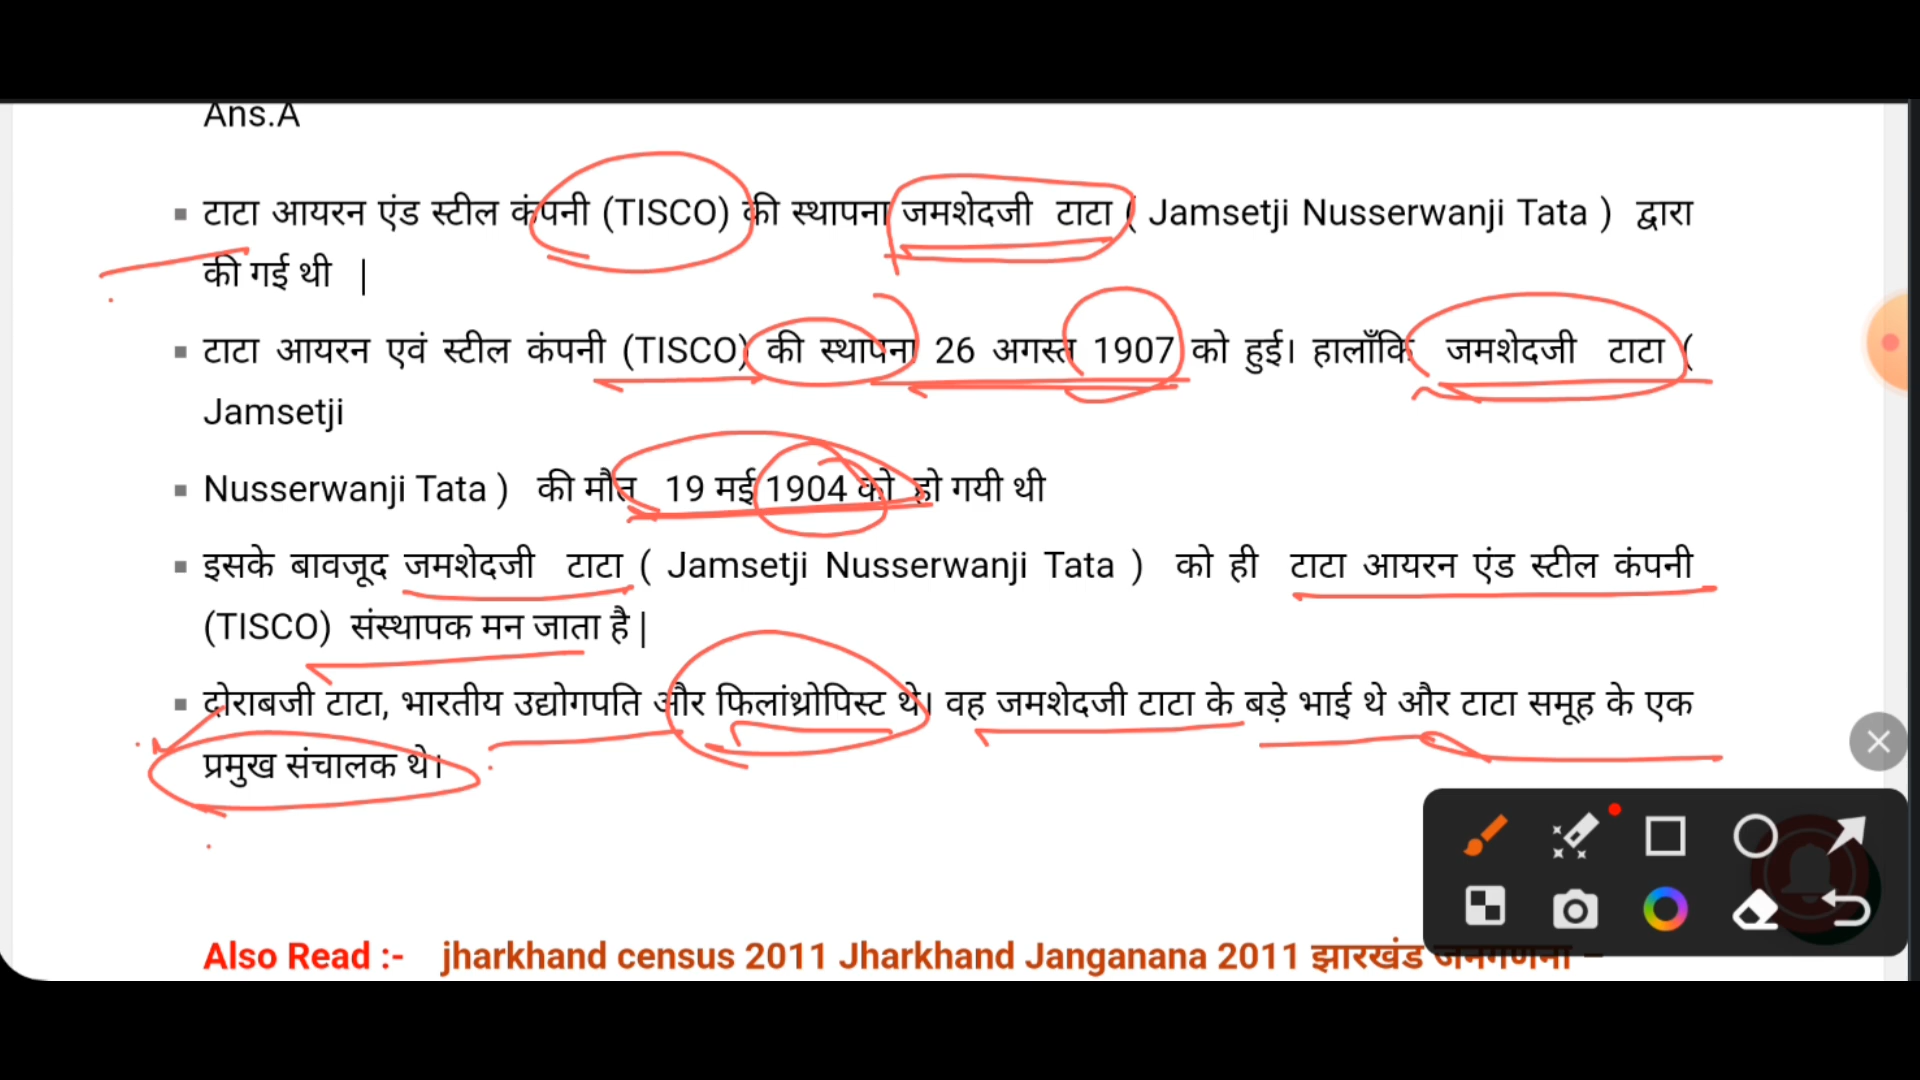 Ans.A
टाटा आयरन एंड स्टील कंपनी (TISCO) की स्थापना जमशेदजी टाटा ( Jamsetji Nusserwanji Tata ) द्वारा
की गई थी |
टाटा आयरन एवं स्टील कंपनी (TISCO) की स्थापना 26 अगस्त 1907 को हुई। हालाँकि जमशेदजी टाटा (
Jamsetji
Nusserwanji Tata ) की मौत 19 मई 1904 को हो गयी थी
इसके बावजूद जमशेदजी टाटा ( Jamsetji Nusserwanji Tata ) को ही टाटा आयरन एंड स्टील कंपनी
(TISCO) संस्थापक मन जाता है |
दोराबजी टाटा, भारतीय उद्योगपति और फिलांथ्रोपिस्ट थे। वह जमशेदजी टाटा के बड़े भाई थे और टाटा समूह के एक
प्रमुख संचालक थे।
Also Read :- jharkhand census 2011 Jharkhand Janganana 2011 झारखंड जनगणना –